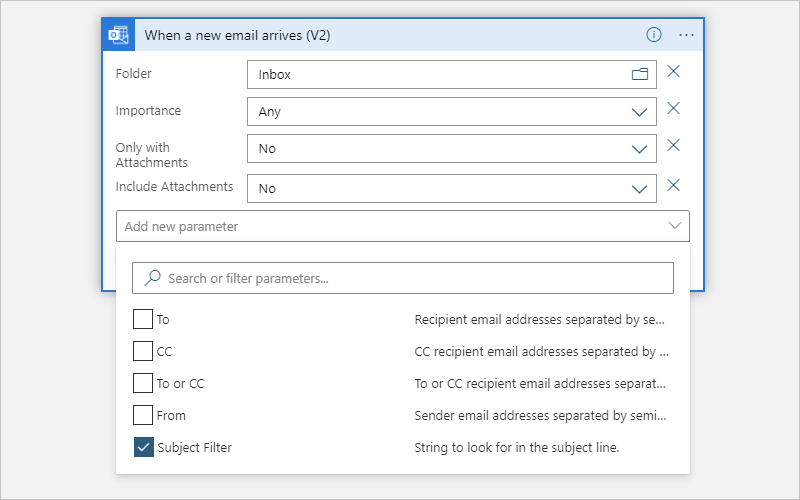 When a new email arrives (V2)
Folder
Inbox
Importance
Any
Only with
Attachments
No
Include Attachments
No
Add new parameter
Search or filter parameters...
To Recipient email addresses separated by se...
CC CC recipient email addresses separated by ...
To or CC To or CC recipient email addresses separat...
From Sender email addresses separated by semi...
Subject Filter String to look for in the subject line.